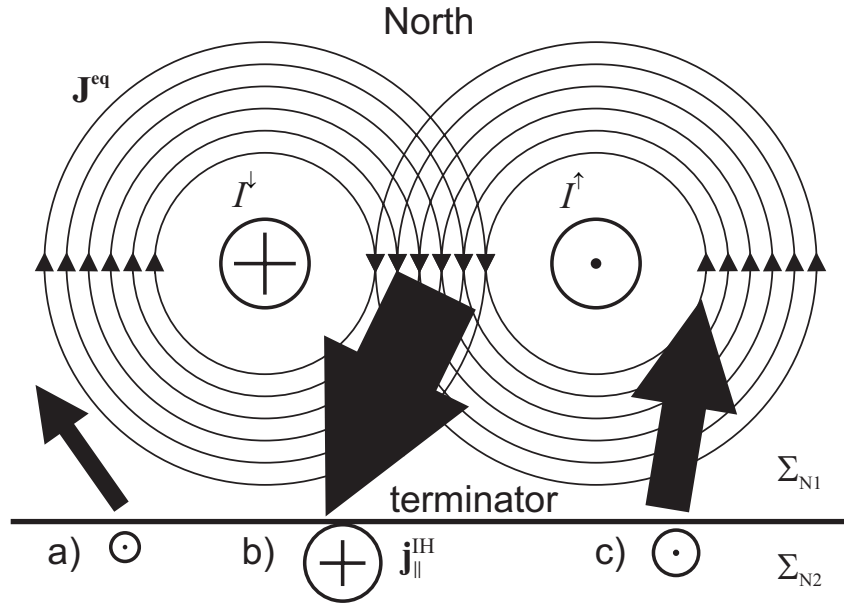 North
J^eq
I^↓ I^↑
Σ_N1
terminator
a) b) j_∥^IH c) Σ_N2